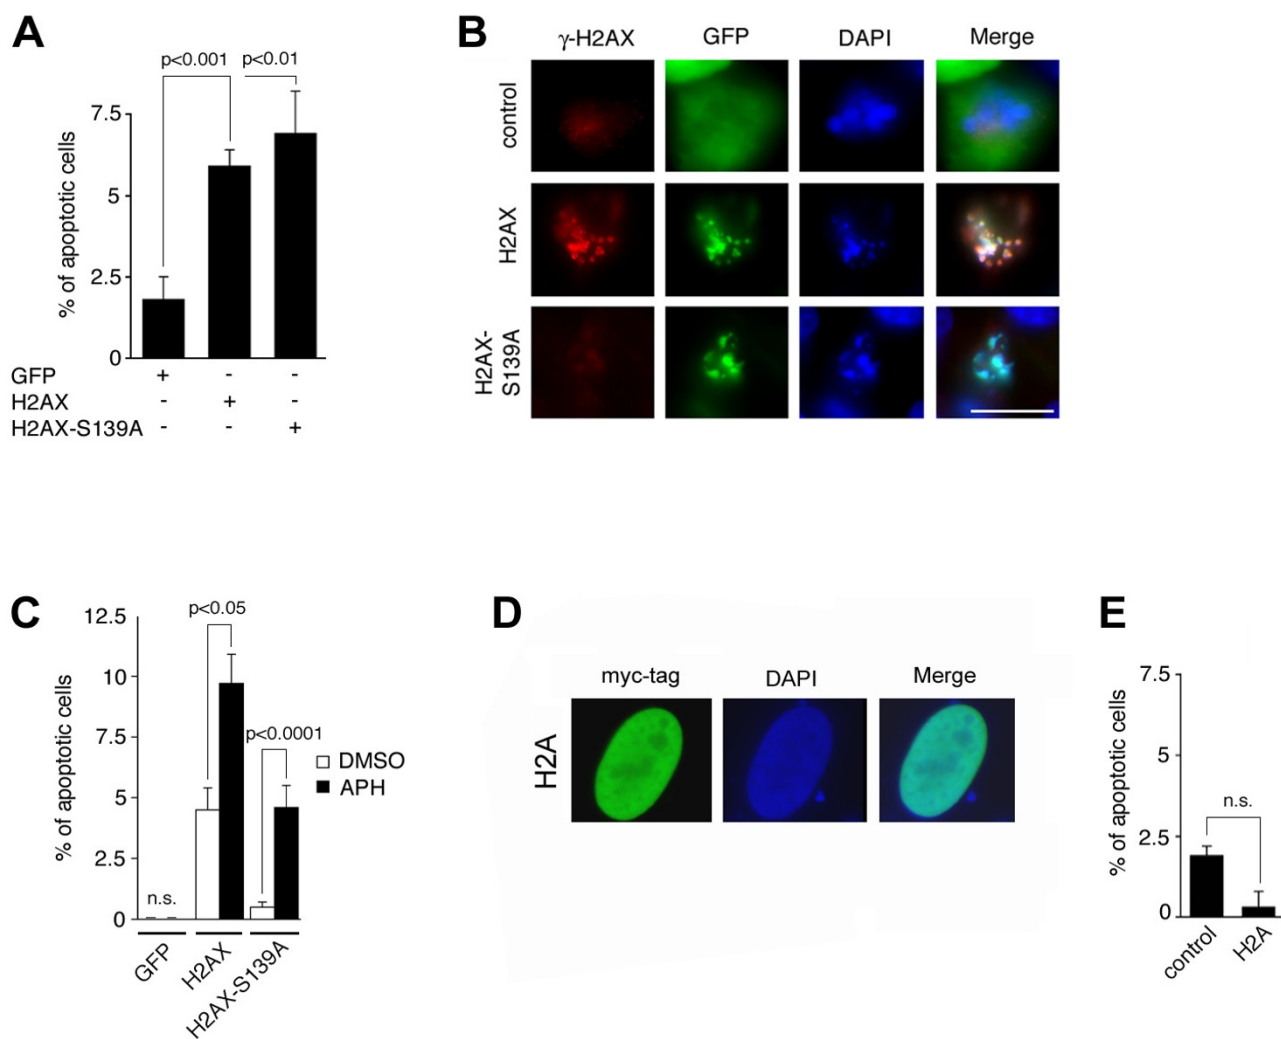 A
p<0.001 p<0.01
% of apoptotic cells
7.5
5
2.5
0
GFP + - -
H2AX - + -
H2AX-S139A - - +
B
γ-H2AX GFP DAPI Merge
control
H2AX
H2AX-
S139A
C
% of apoptotic cells
12.5
10
7.5
5
2.5
0
p<0.05
p<0.0001
n.s.
DMSO
APH
GFP H2AX H2AX-S139A
D
myc-tag DAPI Merge
H2A
E
% of apoptotic cells
7.5
5
2.5
0
n.s.
control H2A